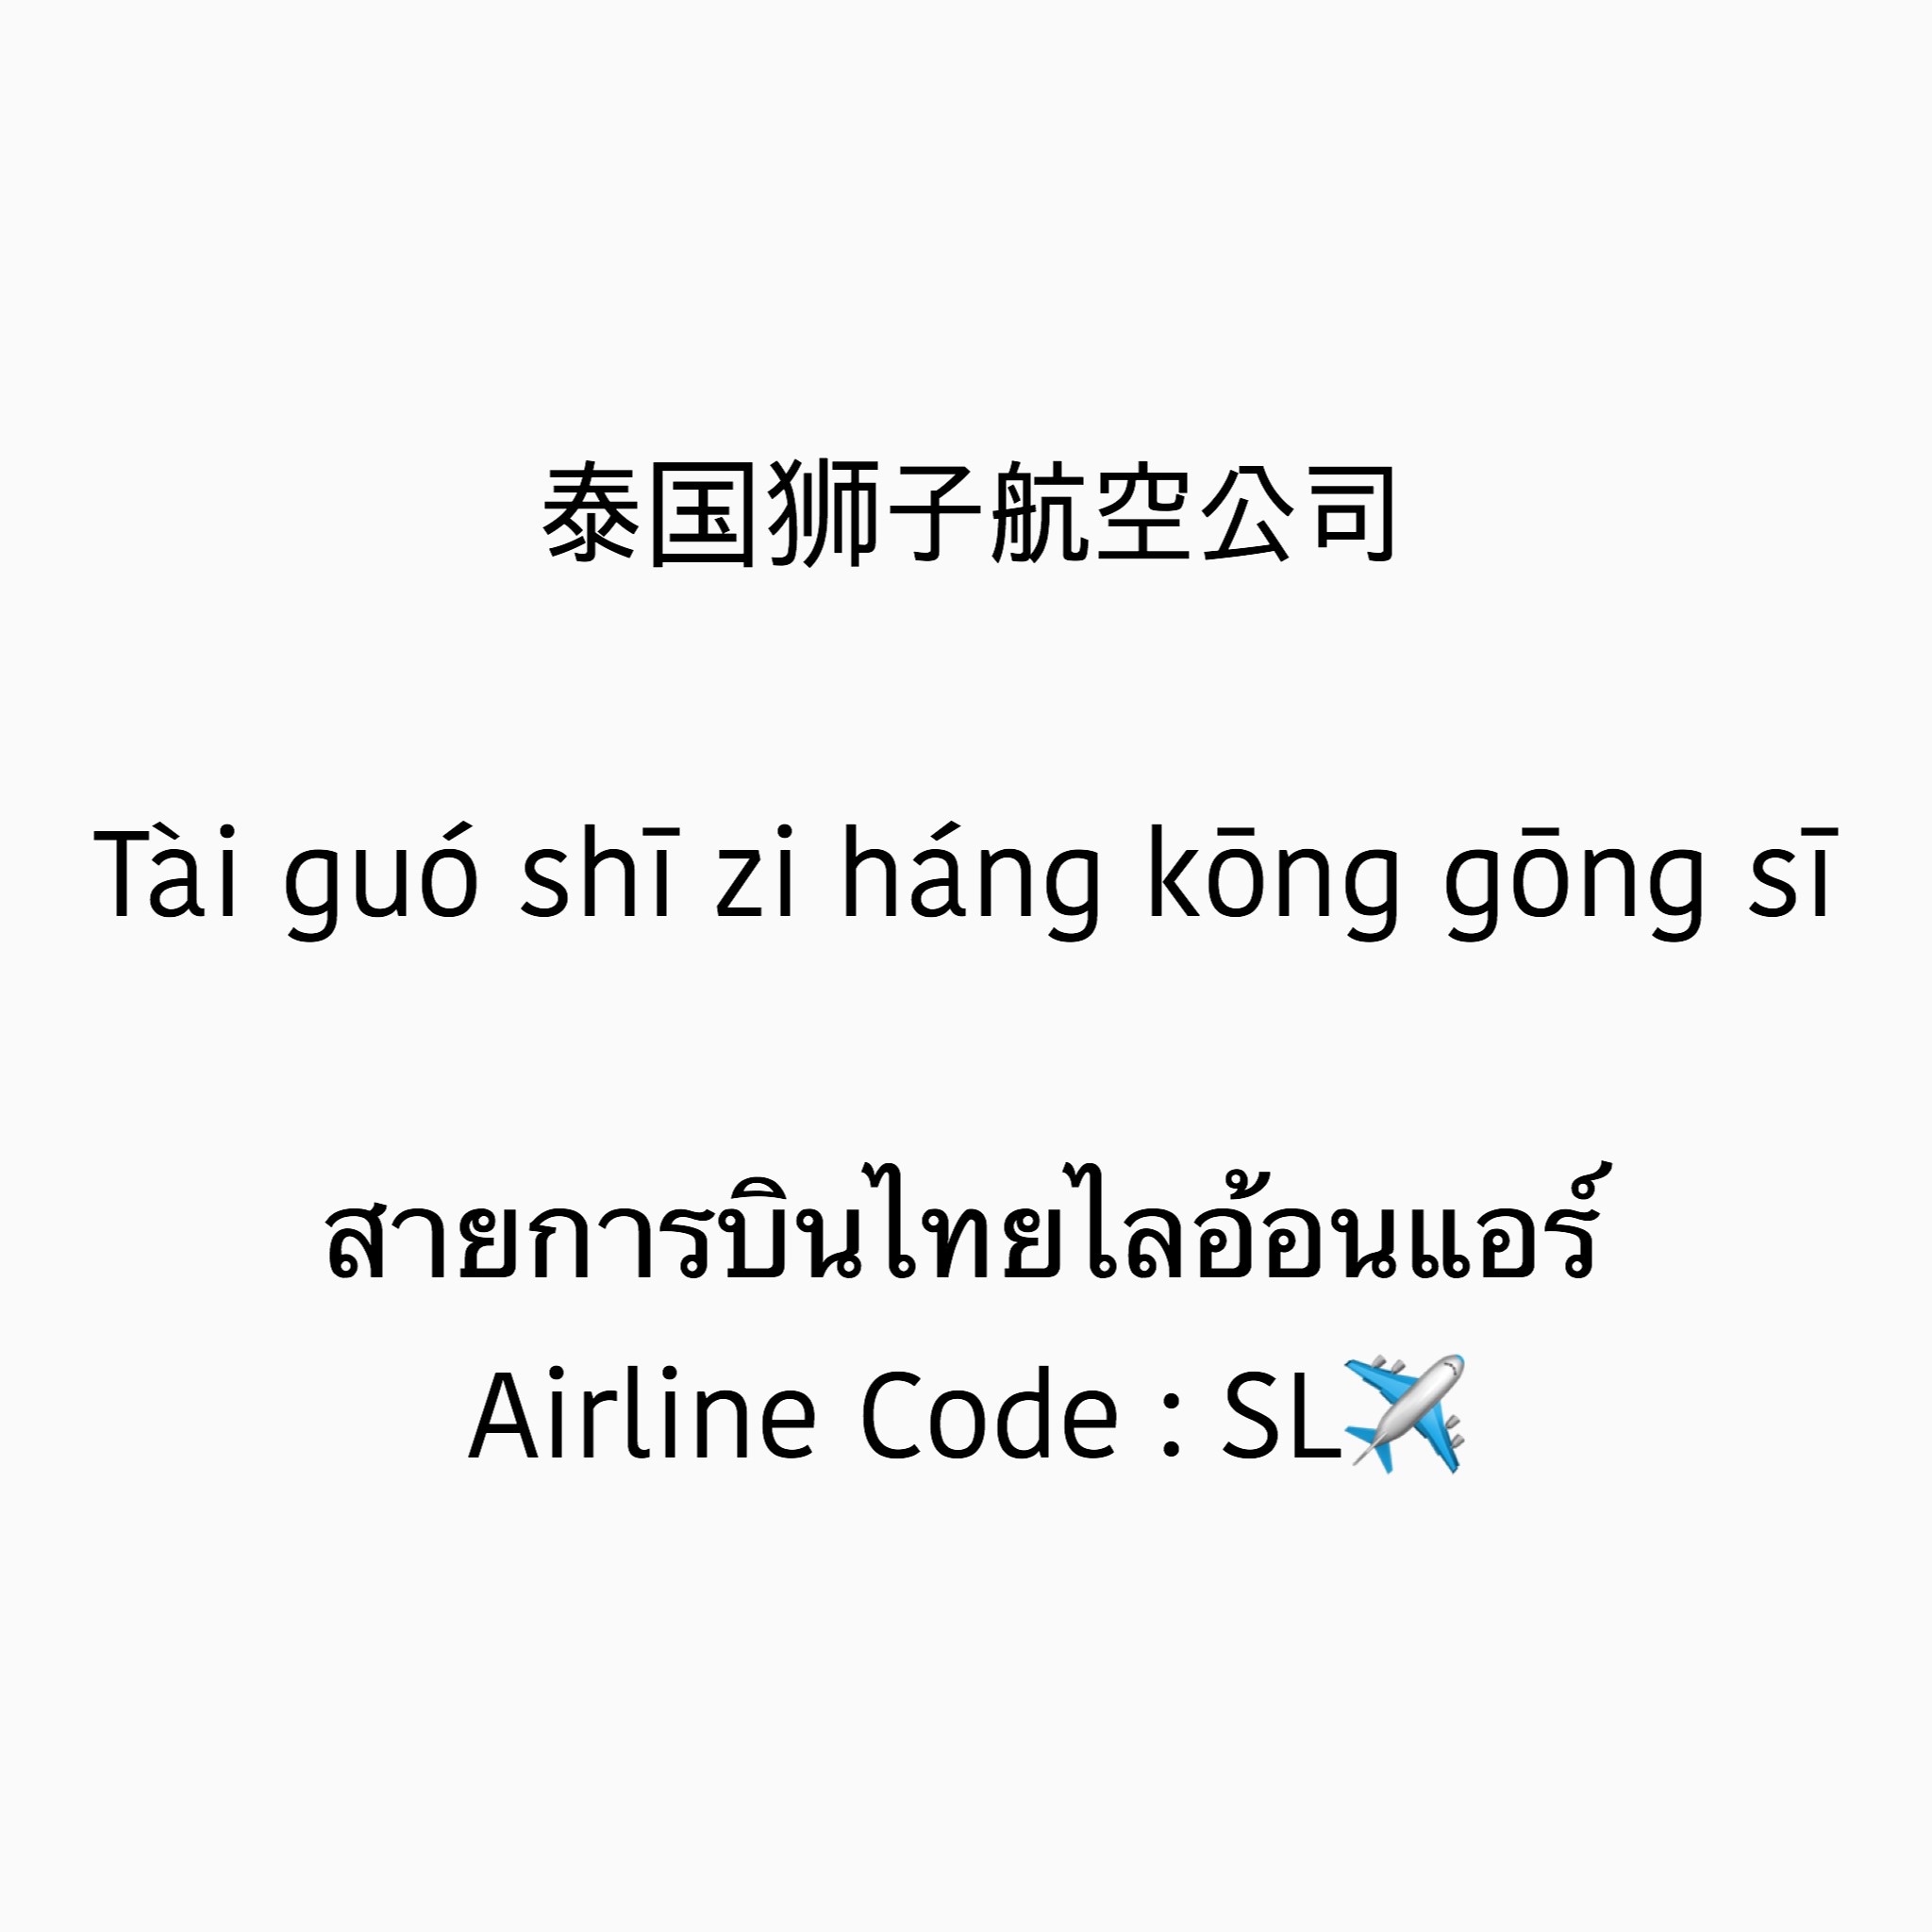 泰国狮子航空公司
Tài guó shī zi háng kōng gōng sī
สายการบินไทยไลอ้อนแอร์
Airline Code : SL✈️